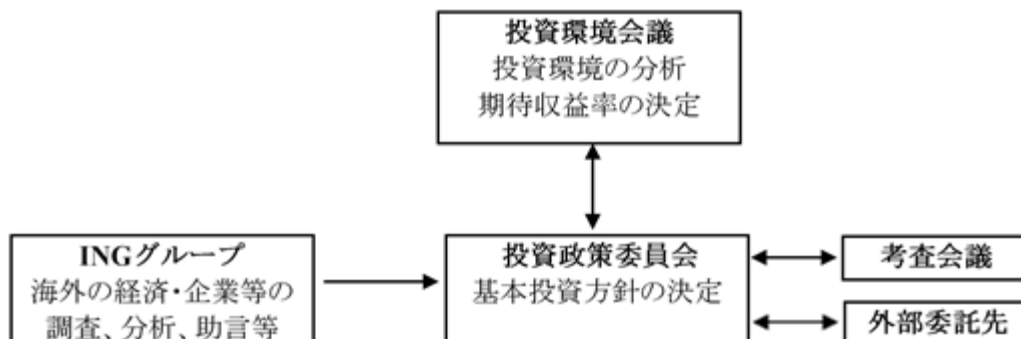 投資環境会議
投資環境の分析
期待収益率の決定
INGグループ
海外の経済・企業等の
調査、分析、助言等
投資政策委員会
基本投資方針の決定
考査会議
外部委託先